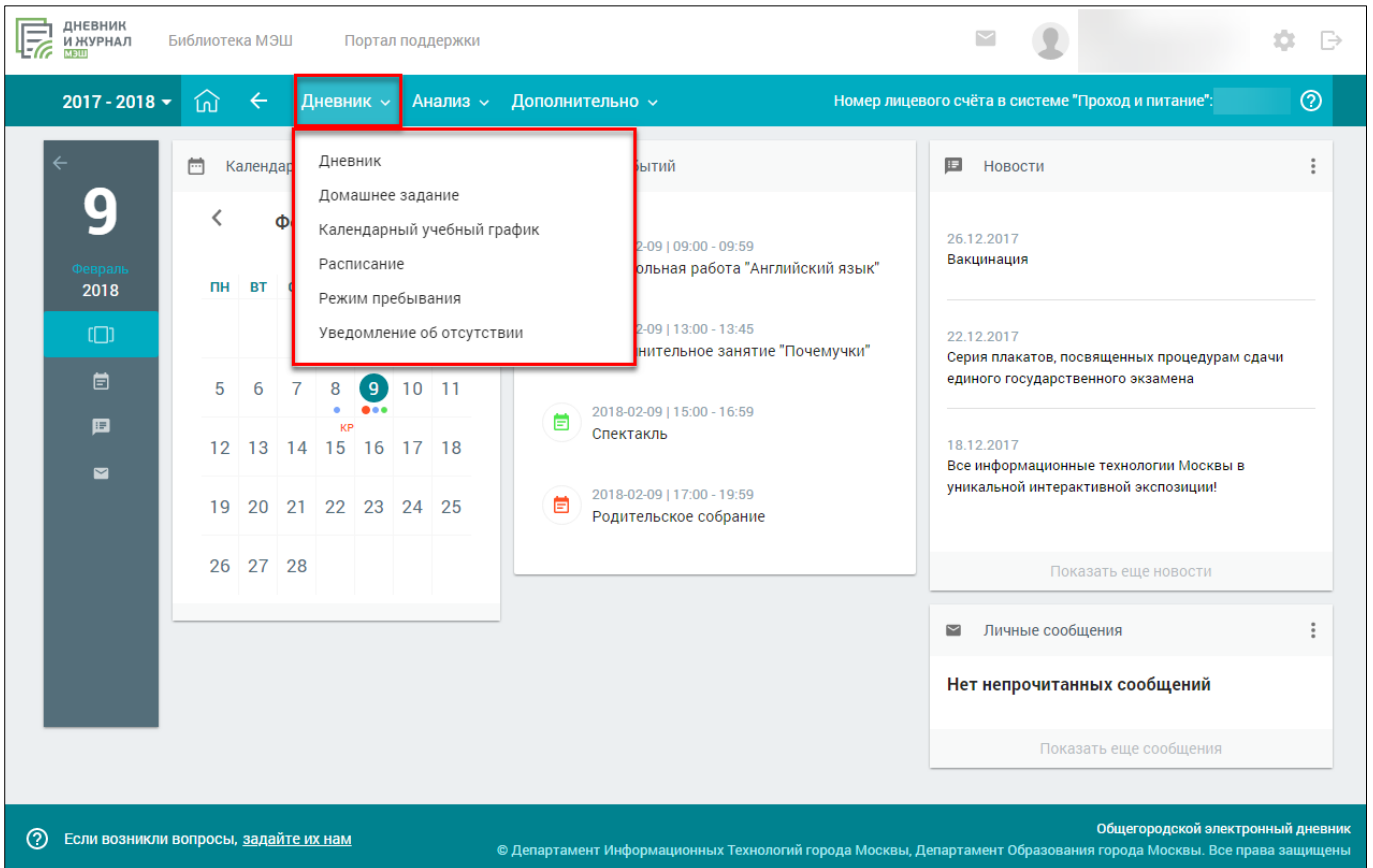 ДНЕВНИК
И ЖУРНАЛ
МЭШ
Библиотека МЭШ Портал поддержки
2017 - 2018 Дневник Анализ Дополнительно Номер лицевого счёта в системе "Проход и питание":
9
Февраль
2018
Календар
ПН ВТ
5 6 7 8 9 10 11
КР
12 13 14 15 16 17 18
19 20 21 22 23 24 25
26 27 28
Дневник
Домашнее задание
Календарный учебный график
Расписание
Режим пребывания
Уведомление об отсутствии
бытий
2-09 | 09:00 - 09:59
ольная работа "Английский язык"
2-09 | 13:00 - 13:45
нительное занятие "Почемучки"
2018-02-09 | 15:00 - 16:59
Спектакль
2018-02-09 | 17:00 - 19:59
Родительское собрание
Новости
26.12.2017
Вакцинация
22.12.2017
Серия плакатов, посвященных процедурам сдачи
единого государственного экзамена
18.12.2017
Все информационные технологии Москвы в
уникальной интерактивной экспозиции!
Показать еще новости
Личные сообщения
Нет непрочитанных сообщений
Показать еще сообщения
Если возникли вопросы, задайте их нам
Общегородской электронный дневник
© Департамент Информационных Технологий города Москвы, Департамент Образования города Москвы. Все права защищены